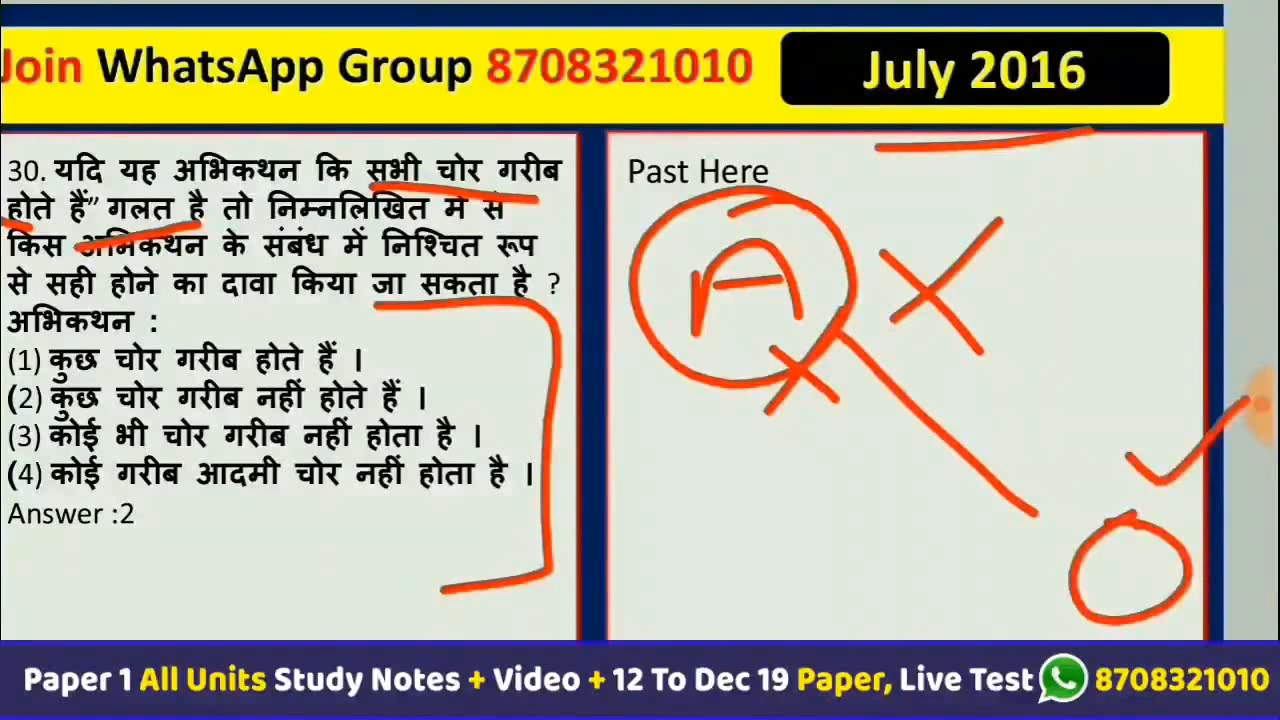 Join WhatsApp Group 8708321010
July 2016
30. यदि यह अभिकथन कि सभी चोर गरीब
होते हैं” गलत है तो निम्नलिखित में से
किस अभिकथन के संबंध में निश्चित रूप
से सही होने का दावा किया जा सकता है ?
अभिकथन :
(1) कुछ चोर गरीब होते हैं ।
(2) कुछ चोर गरीब नहीं होते हैं ।
(3) कोई भी चोर गरीब नहीं होता है ।
(4) कोई गरीब आदमी चोर नहीं होता है ।
Answer :2
Past Here
A
O
Paper 1 All Units Study Notes + Video + 12 To Dec 19 Paper, Live Test 8708321010